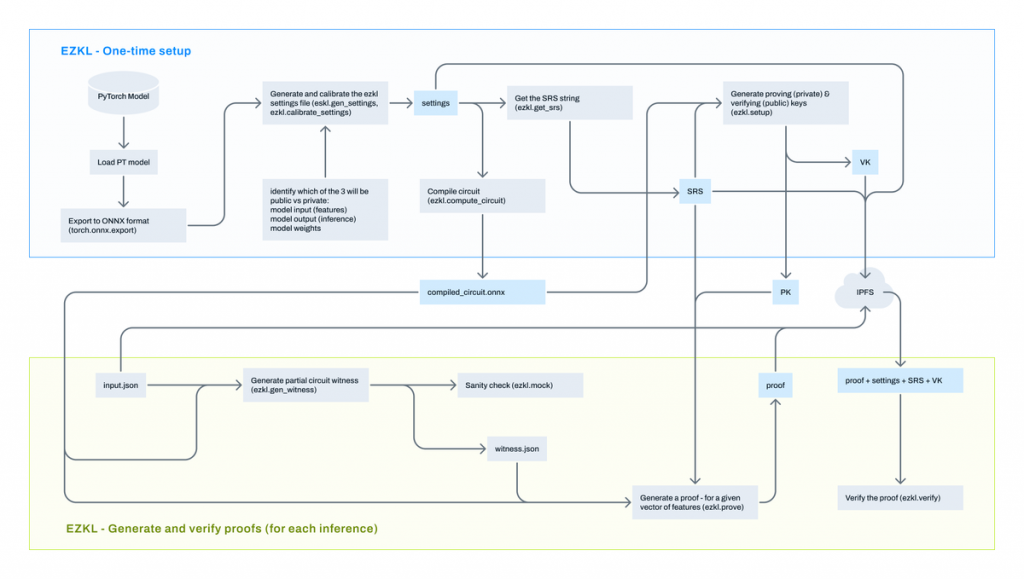 EZKL - One-time setup
PyTorch Model
Load PT model
Export to ONNX format
(torch.onnx.export)
Generate and calibrate the ezkl
settings file (eskl.gen_settings,
ezkl.calibrate_settings)
identify which of the 3 will be
public vs private:
model input (features)
model output (inference)
model weights
settings
Get the SRS string
(ezkl.get_srs)
Compile circuit
(ezkl.compute_circuit)
SRS
Generate proving (private) &
verifying (public) keys
(ezkl.setup)
VK
compiled_circuit.onnx
PK
IPFS
input.json
Generate partial circuit witness
(ezkl.gen_witness)
Sanity check (ezkl.mock)
witness.json
proof
proof + settings + SRS + VK
Generate a proof - for a given
vector of features (ezkl.prove)
Verify the proof (ezkl.verify)
EZKL - Generate and verify proofs (for each inference)